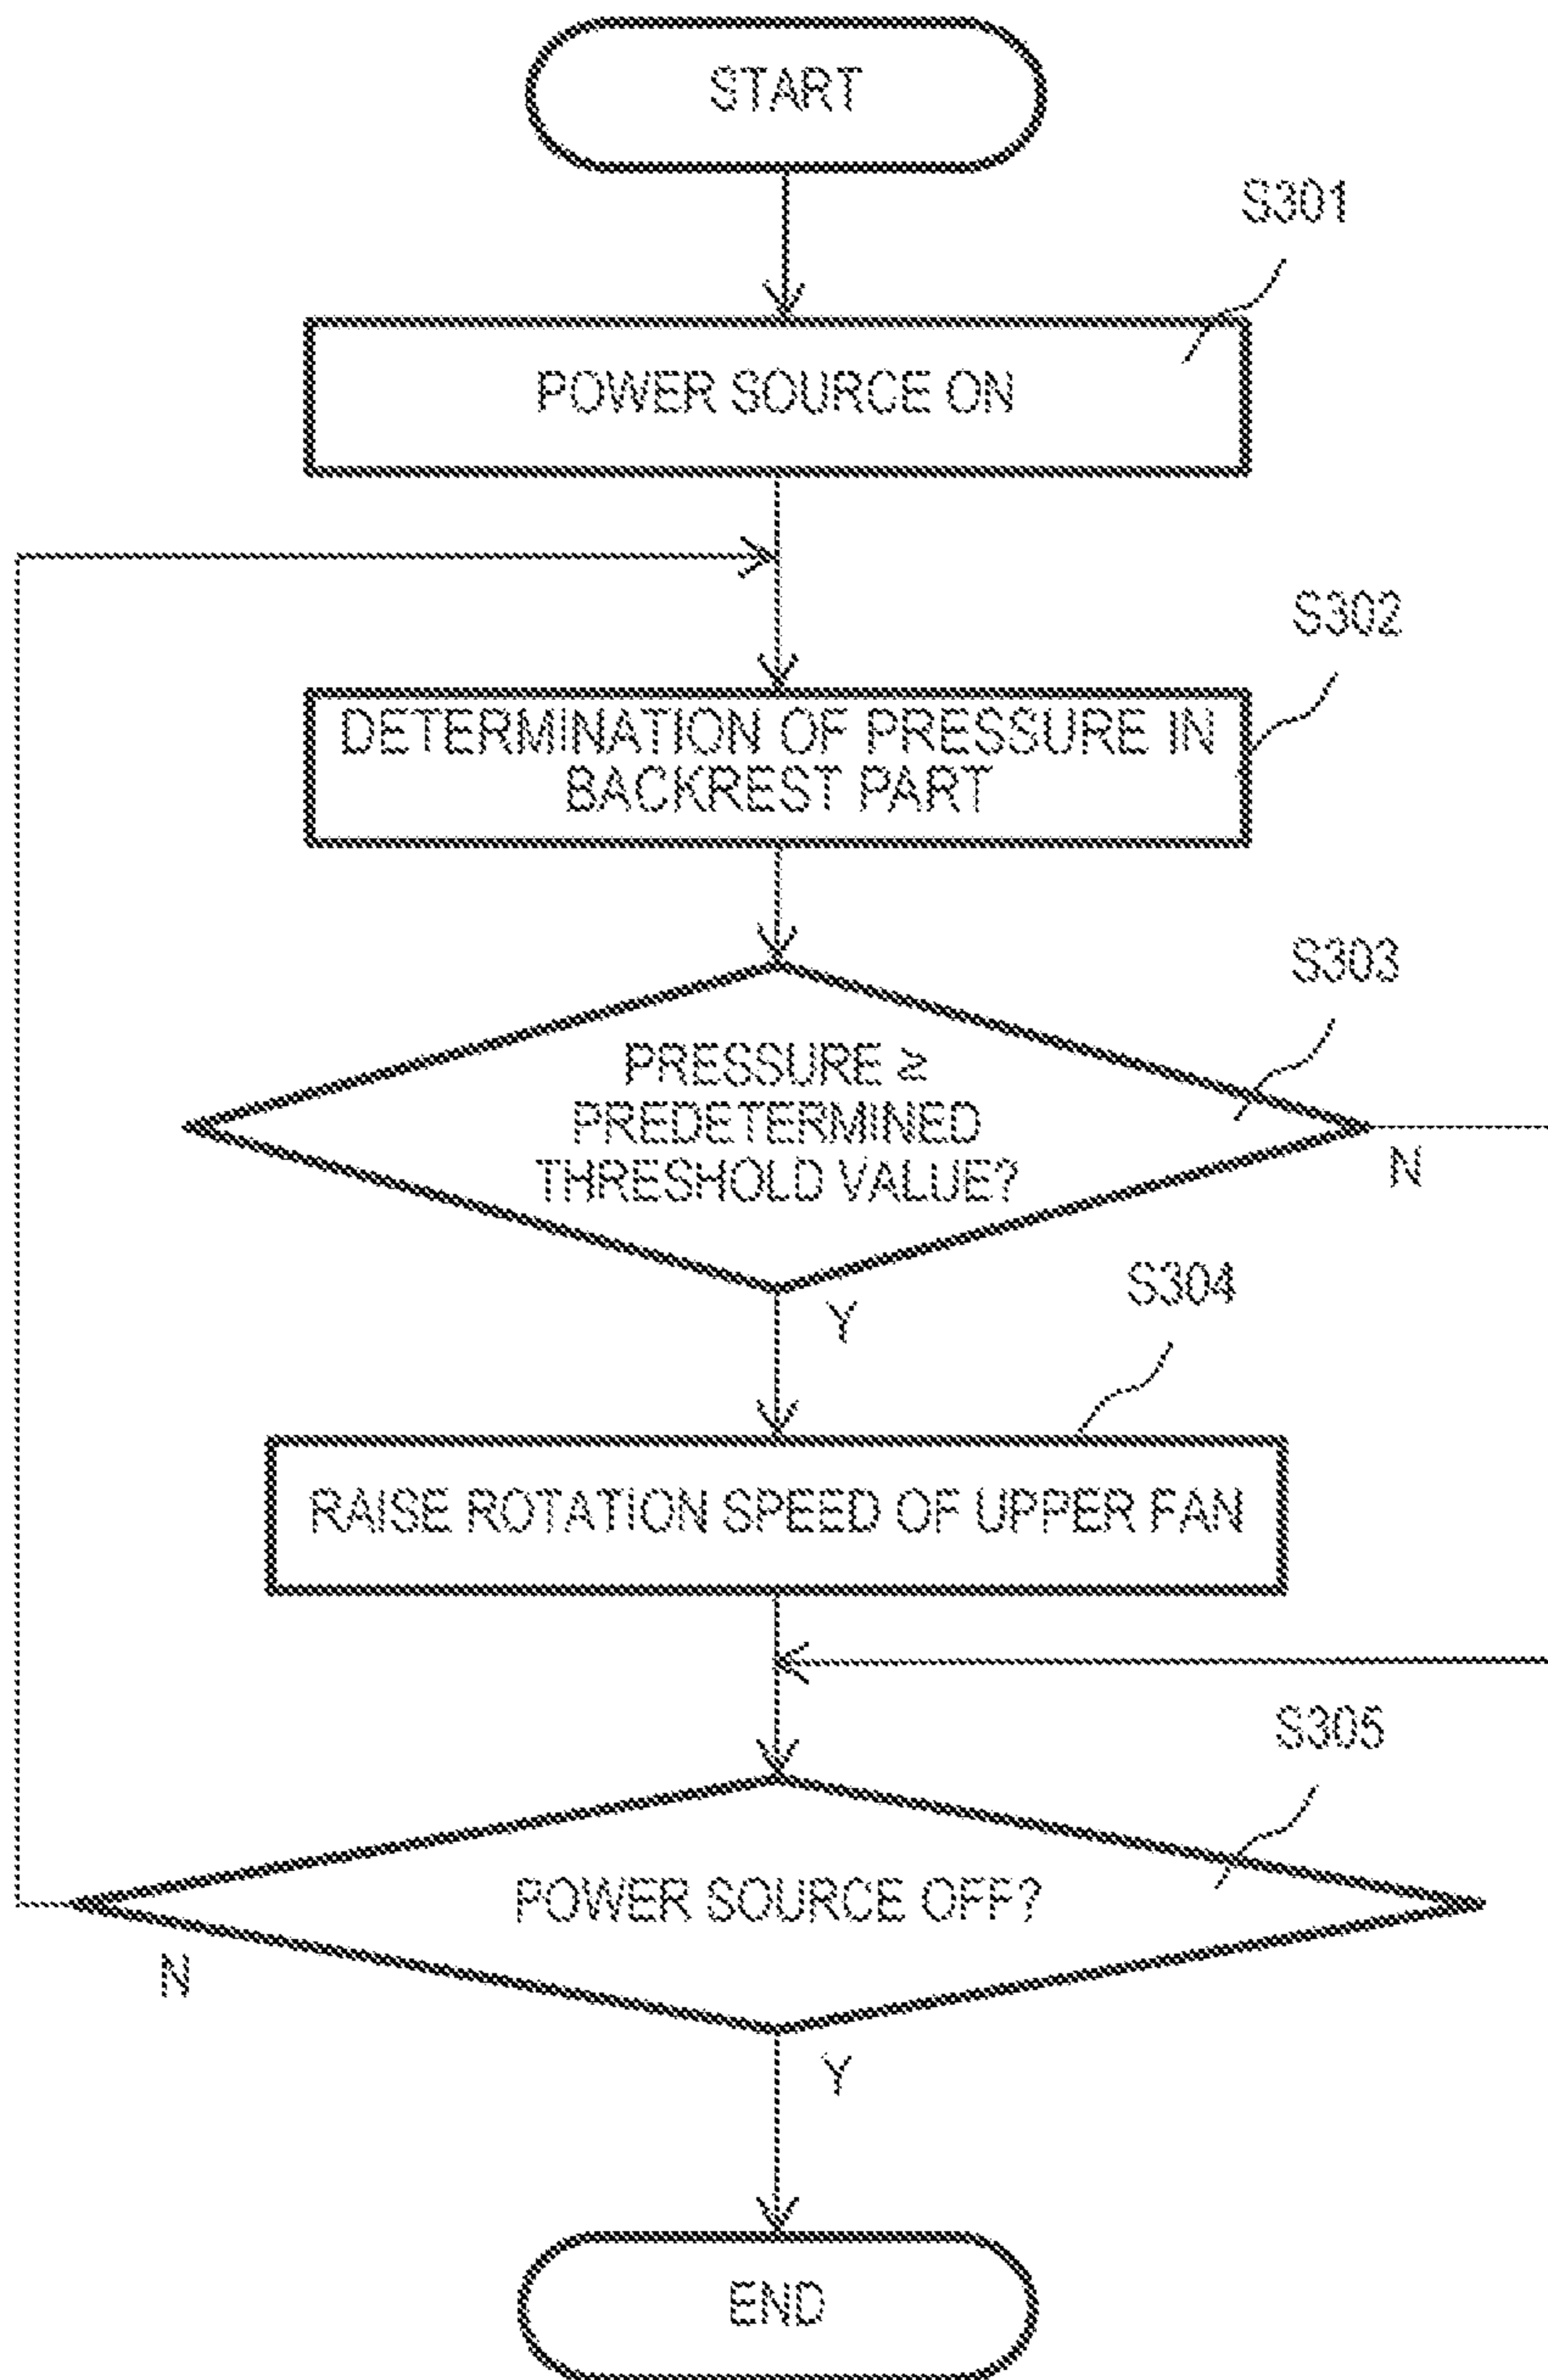 START
S301
POWER SOURCE ON
S302
DETERMINATION OF PRESSURE IN
BACKREST PART
S303
PRESSURE ≥
PREDETERMINED
THRESHOLD VALUE?
N
Y
S304
RAISE ROTATION SPEED OF UPPER FAN
S305
POWER SOURCE OFF?
N
Y
END